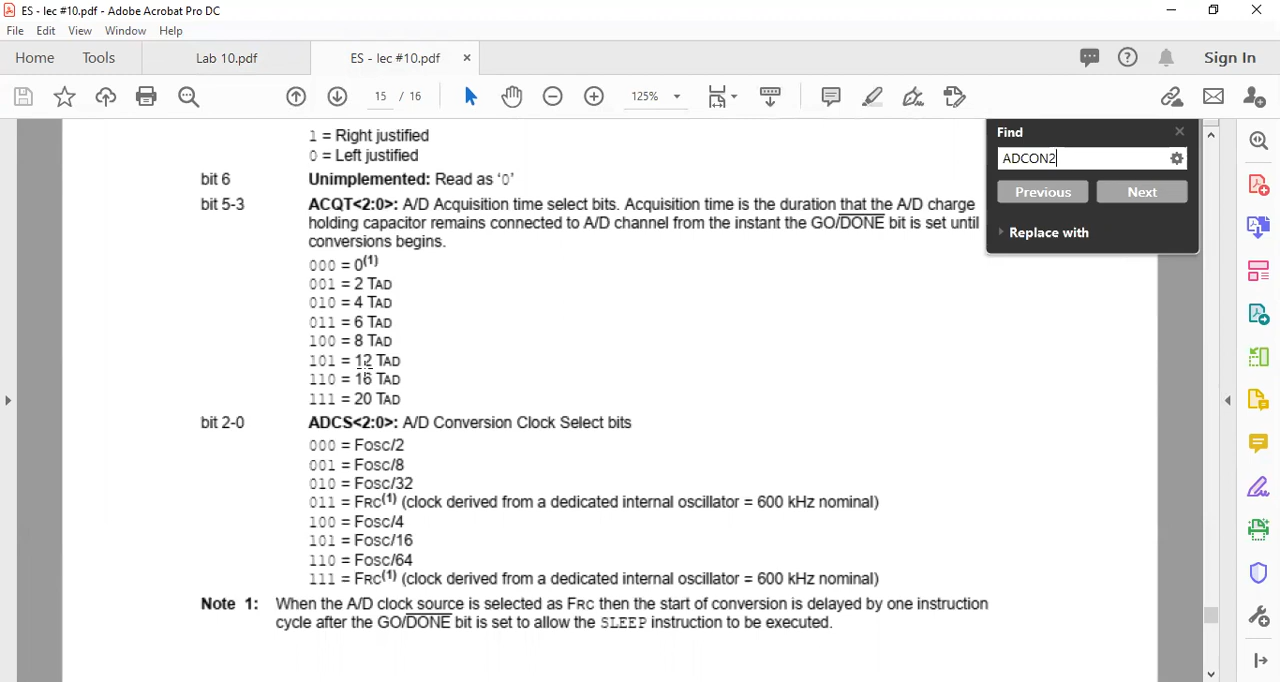 ES - lec #10.pdf - Adobe Acrobat Pro DC
File Edit View Window Help
Home Tools Lab 10.pdf ES - lec #10.pdf × Sign In
15 / 16 125%
Find
ADCON2
Previous Next
Replace with
1 = Right justified
0 = Left justified
bit 6 Unimplemented: Read as ‘0’
bit 5-3 ACQT<2:0>: A/D Acquisition time select bits. Acquisition time is the duration that the A/D charge
holding capacitor remains connected to A/D channel from the instant the GO/DONE bit is set until
conversions begins.
000 = 0(1)
001 = 2 TAD
010 = 4 TAD
011 = 6 TAD
100 = 8 TAD
101 = 12 TAD
110 = 16 TAD
111 = 20 TAD
bit 2-0 ADCS<2:0>: A/D Conversion Clock Select bits
000 = FOSC/2
001 = FOSC/8
010 = FOSC/32
011 = FRC(1) (clock derived from a dedicated internal oscillator = 600 kHz nominal)
100 = FOSC/4
101 = FOSC/16
110 = FOSC/64
111 = FRC(1) (clock derived from a dedicated internal oscillator = 600 kHz nominal)
Note 1: When the A/D clock source is selected as FRC then the start of conversion is delayed by one instruction
cycle after the GO/DONE bit is set to allow the SLEEP instruction to be executed.